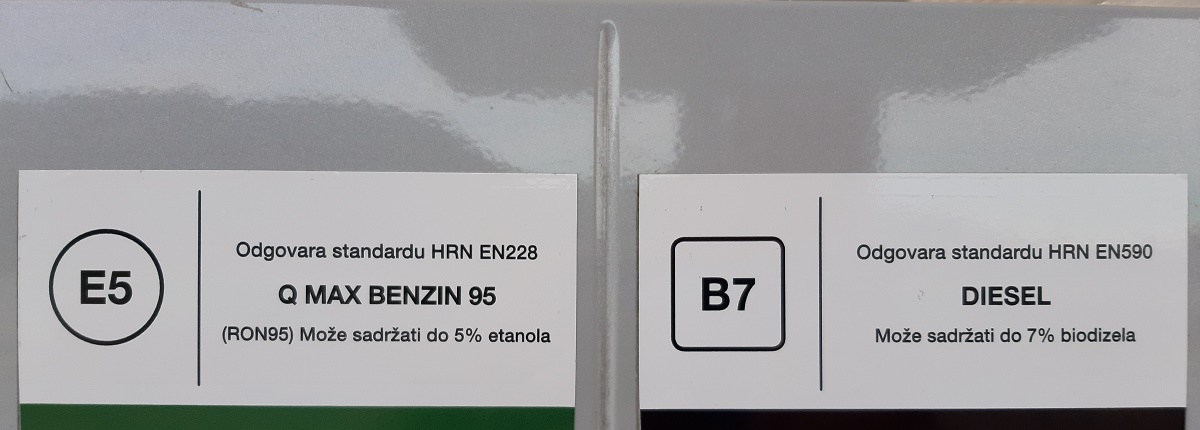 E5
Odgovara standardu HRN EN228
Q MAX BENZIN 95
(RON95) Može sadržati do 5% etanola
B7
Odgovara standardu HRN EN590
DIESEL
Može sadržati do 7% biodizela